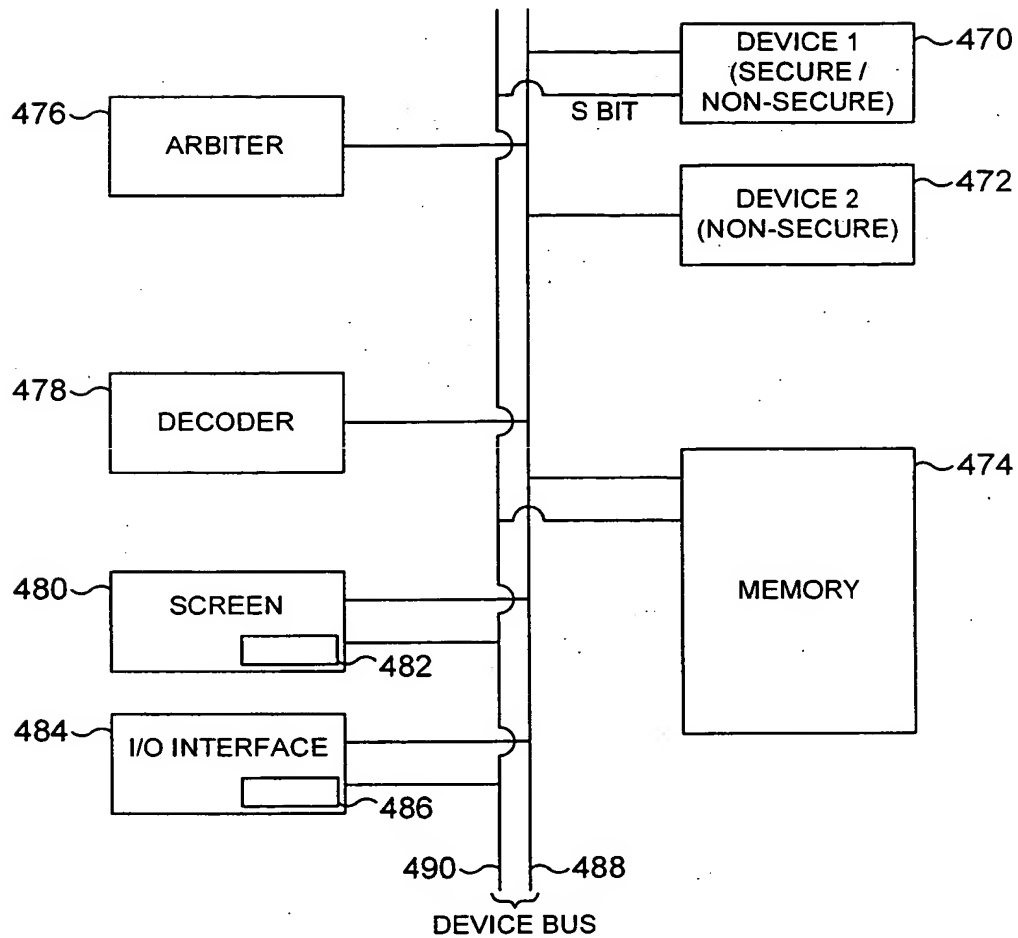 476
ARBITER
DEVICE 1
(SECURE /
NON-SECURE)
470
S BIT
DEVICE 2
(NON-SECURE)
472
478
DECODER
474
MEMORY
480
SCREEN
482
484
I/O INTERFACE
486
490
488
DEVICE BUS